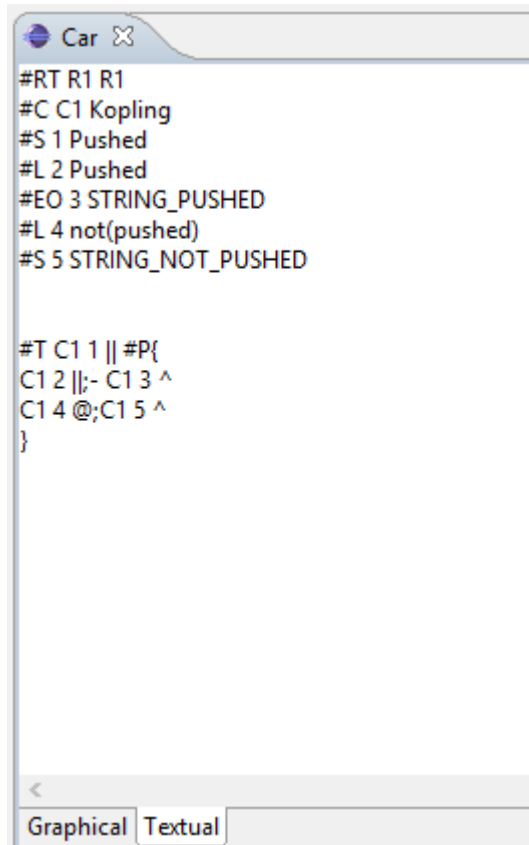 Car
#RT R1 R1
#C C1 Kopling
#S 1 Pushed
#L 2 Pushed
#EO 3 STRING_PUSHED
#L 4 not(pushed)
#S 5 STRING_NOT_PUSHED
#T C1 1 || #P{
C1 2 ||;- C1 3 ^
C1 4 @;C1 5 ^
}
Graphical Textual